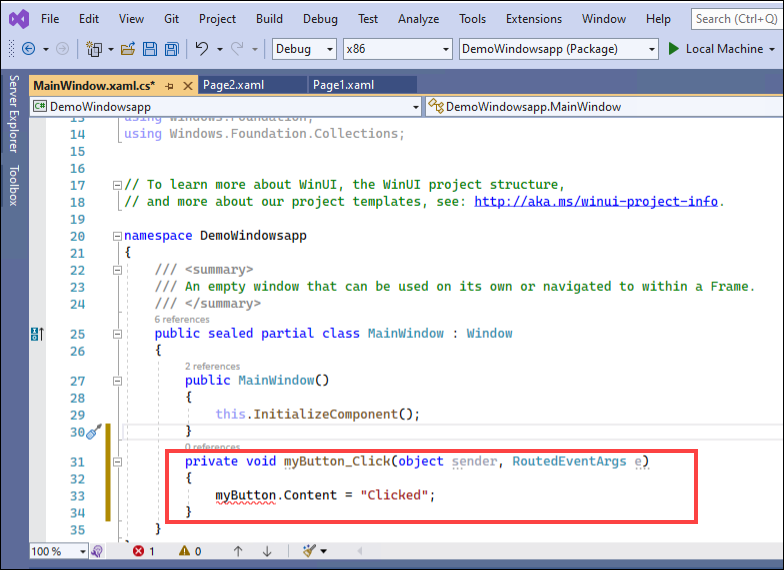 File Edit View Git Project Build Debug Test Analyze Tools Extensions Window Help Search (Ctrl+Q)
Debug x86 DemoWindowsapp (Package) Local Machine
Server Explorer
Toolbox
MainWindow.xaml.cs* Page2.xaml Page1.xaml
C# DemoWindowsapp DemoWindowsapp.MainWindow
13 using Windows.Foundation;
14 using Windows.Foundation.Collections;
15
16
17 // To learn more about WinUI, the WinUI project structure,
18 // and more about our project templates, see: http://aka.ms/winui-project-info.
19
20 namespace DemoWindowsapp
21 {
22 /// <summary>
23 /// An empty window that can be used on its own or navigated to within a Frame.
24 /// </summary>
6 references
25 public sealed partial class MainWindow : Window
26 {
2 references
27 public MainWindow()
28 {
29 this.InitializeComponent();
30 }
0 references
31 private void myButton_Click(object sender, RoutedEventArgs e)
32 {
33 myButton.Content = "Clicked";
34 }
35 }
100 % 1 0